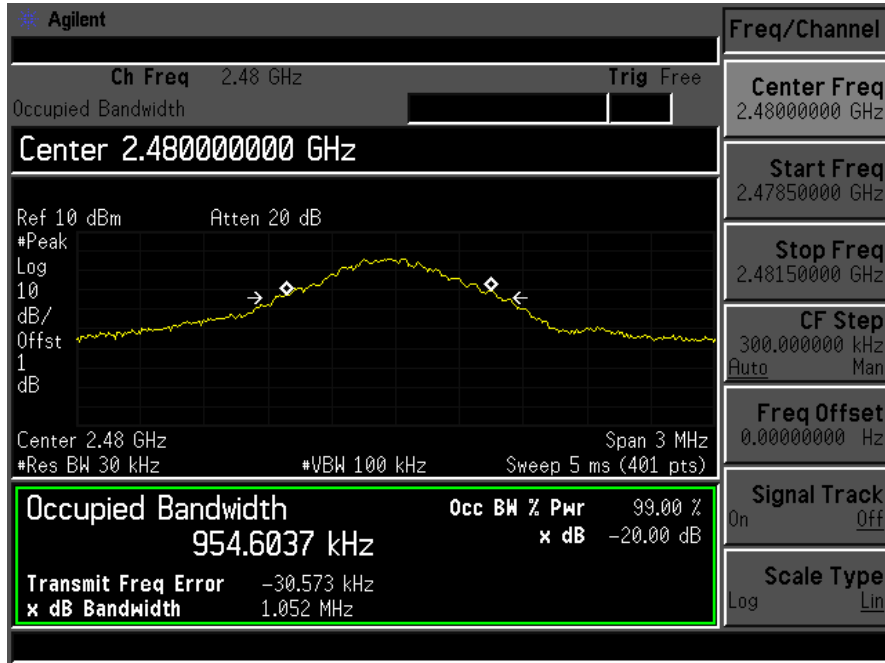 Agilent
Freq/Channel
Ch Freq 2.48 GHz Trig Free
Occupied Bandwidth
Center 2.480000000 GHz
Ref 10 dBm Atten 20 dB
#Peak
Log
10
dB/
Offst
1
dB
Center 2.48 GHz Span 3 MHz
#Res BW 30 kHz #VBW 100 kHz Sweep 5 ms (401 pts)
Occupied Bandwidth
954.6037 kHz
Occ BW % Pwr 99.00 %
x dB -20.00 dB
Transmit Freq Error -30.573 kHz
x dB Bandwidth 1.052 MHz
Center Freq
2.48000000 GHz
Start Freq
2.47850000 GHz
Stop Freq
2.48150000 GHz
CF Step
300.000000 kHz
Auto Man
Freq Offset
0.00000000 Hz
Signal Track
On Off
Scale Type
Log Lin